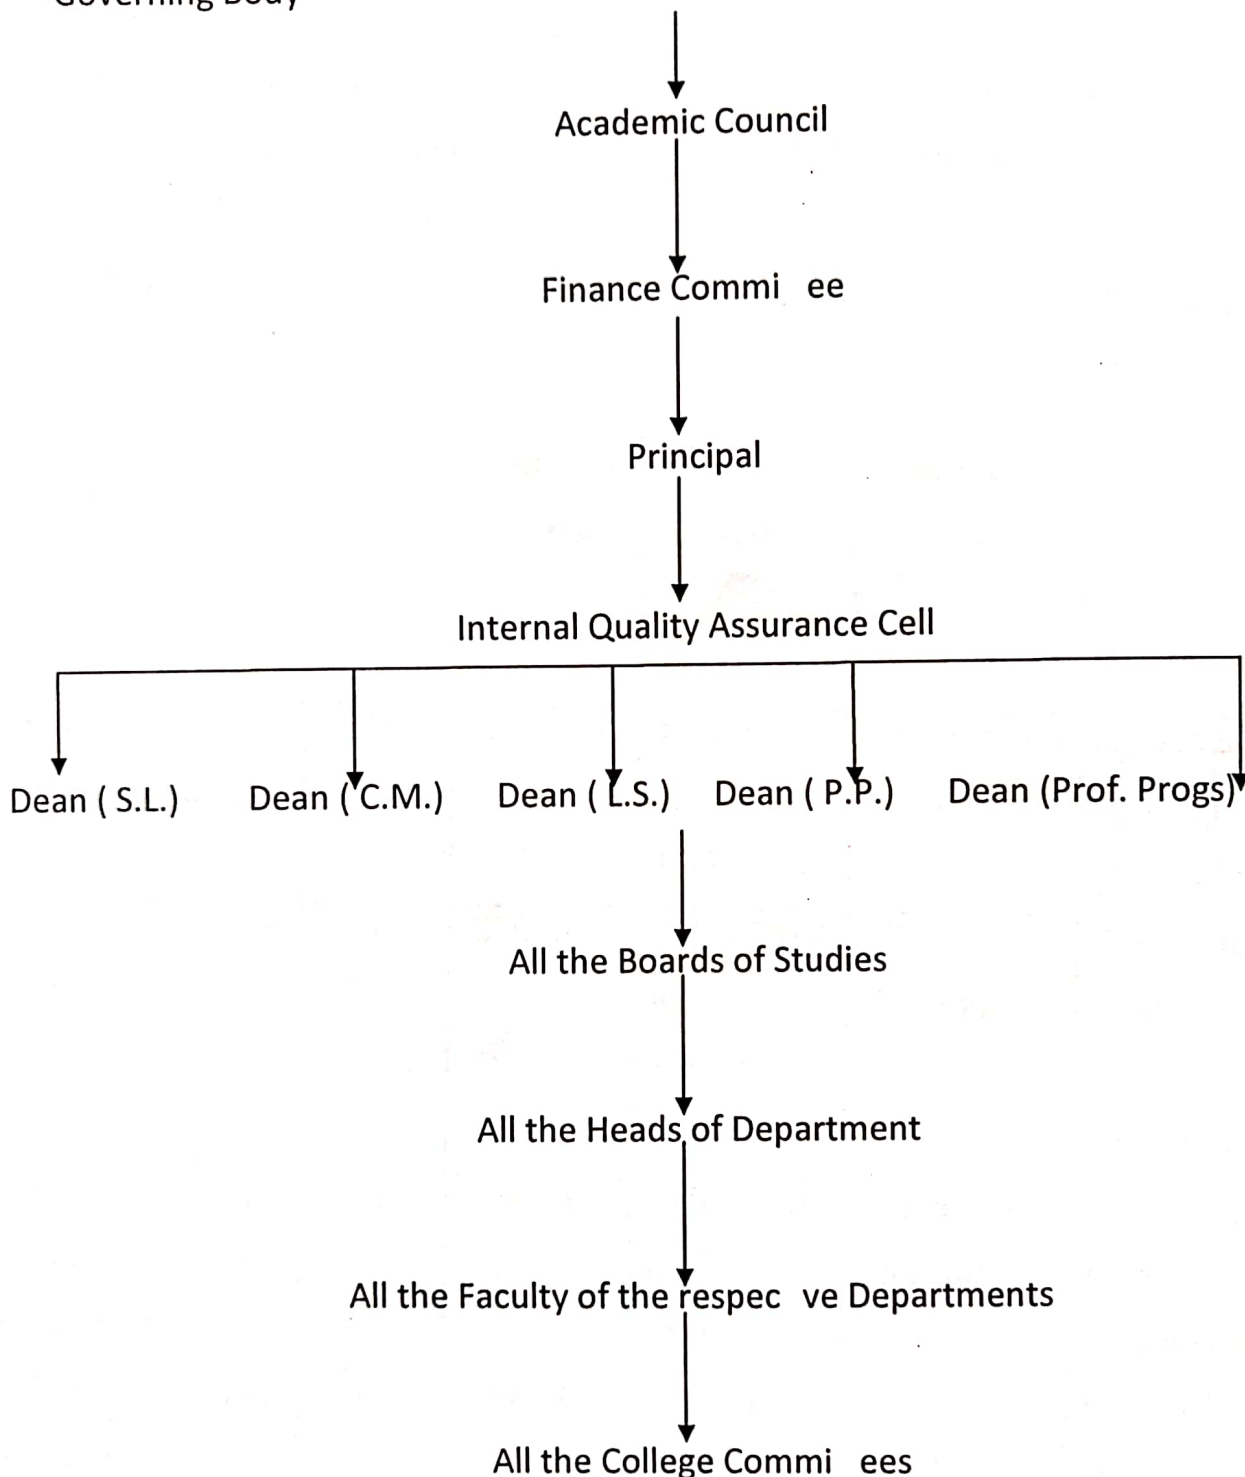 Governing Body
Academic Council
Finance Commi ee
Principal
Internal Quality Assurance Cell
Dean ( S.L.) Dean ( C.M.) Dean ( L.S.) Dean ( P.P.) Dean (Prof. Progs)
All the Boards of Studies
All the Heads of Department
All the Faculty of the respec ve Departments
All the College Commi ees